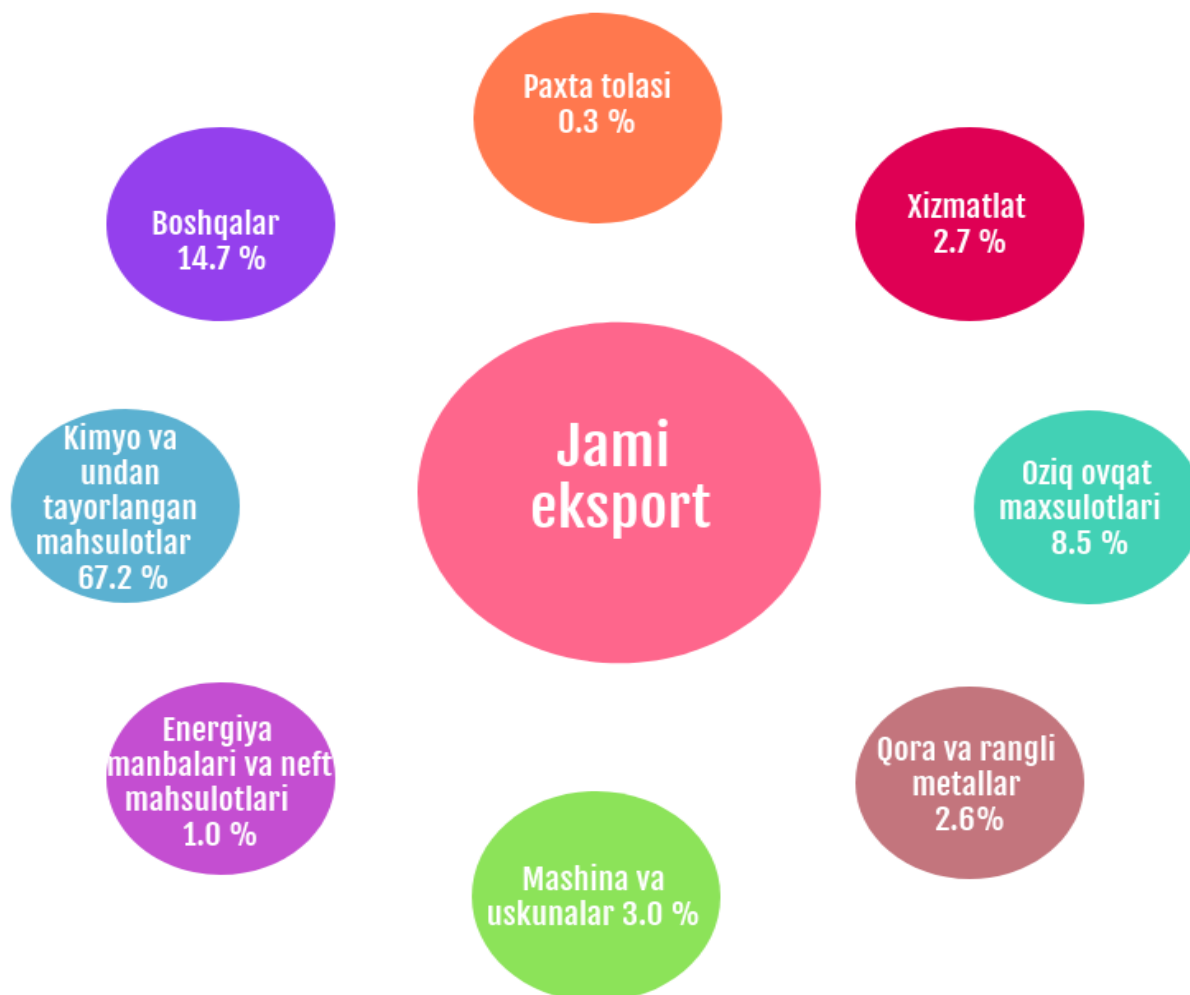 Paxta tolasi
0.3 %
Boshqalar
14.7 %
Xizmatlat
2.7 %
Jami
eksport
Kimyo va
undan
tayorlangan
mahsulotlar
67.2 %
Oziq ovqat
maxsulotlari
8.5 %
Energiya
manbalari va neft
mahsulotlari
1.0 %
Qora va rangli
metallar
2.6%
Mashina va
uskunalar 3.0 %